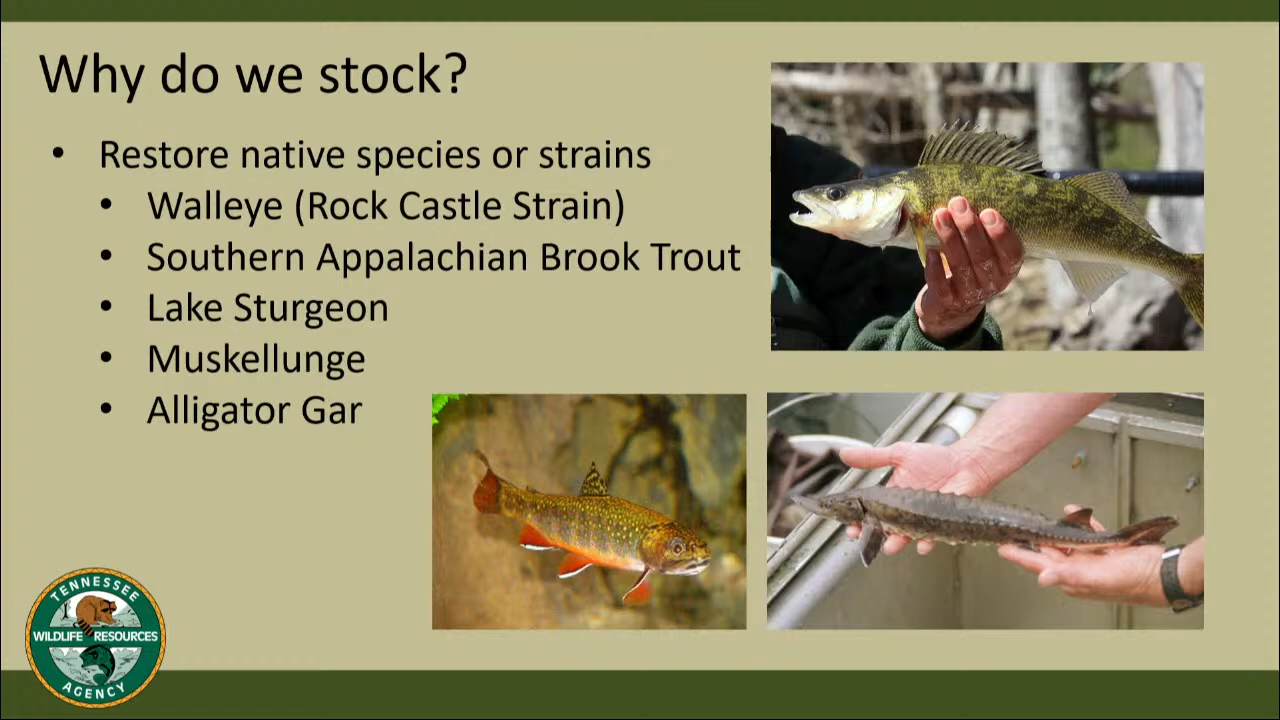 Why do we stock?
• Restore native species or strains
• Walleye (Rock Castle Strain)
• Southern Appalachian Brook Trout
• Lake Sturgeon
• Muskellunge
• Alligator Gar
TENNESSEE
WILDLIFE RESOURCES
AGENCY